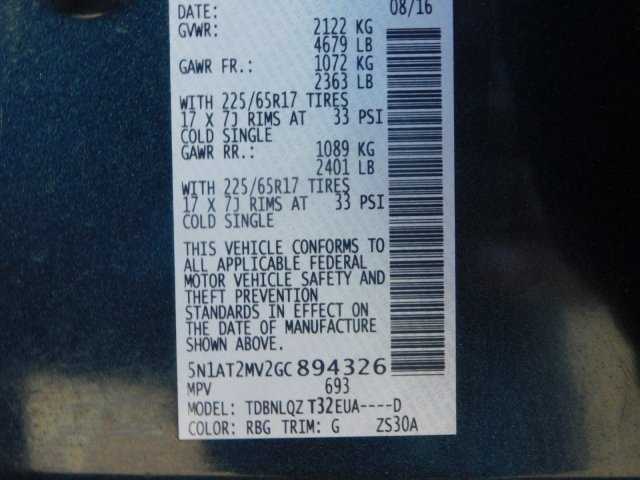 DATE: 08/16
GVWR: 2122 KG
4679 LB
GAWR FR.: 1072 KG
2363 LB
WITH 225/65R17 TIRES
17 X 7J RIMS AT 33 PSI
COLD SINGLE
GAWR RR.: 1089 KG
2401 LB
WITH 225/65R17 TIRES
17 X 7J RIMS AT 33 PSI
COLD SINGLE
THIS VEHICLE CONFORMS TO
ALL APPLICABLE FEDERAL
MOTOR VEHICLE SAFETY AND
THEFT PREVENTION
STANDARDS IN EFFECT ON
THE DATE OF MANUFACTURE
SHOWN ABOVE.
5N1AT2MV2GC894326
MPV 693
MODEL: TDBNLQZ T32EUA----D
COLOR: RBG TRIM: G ZS30A